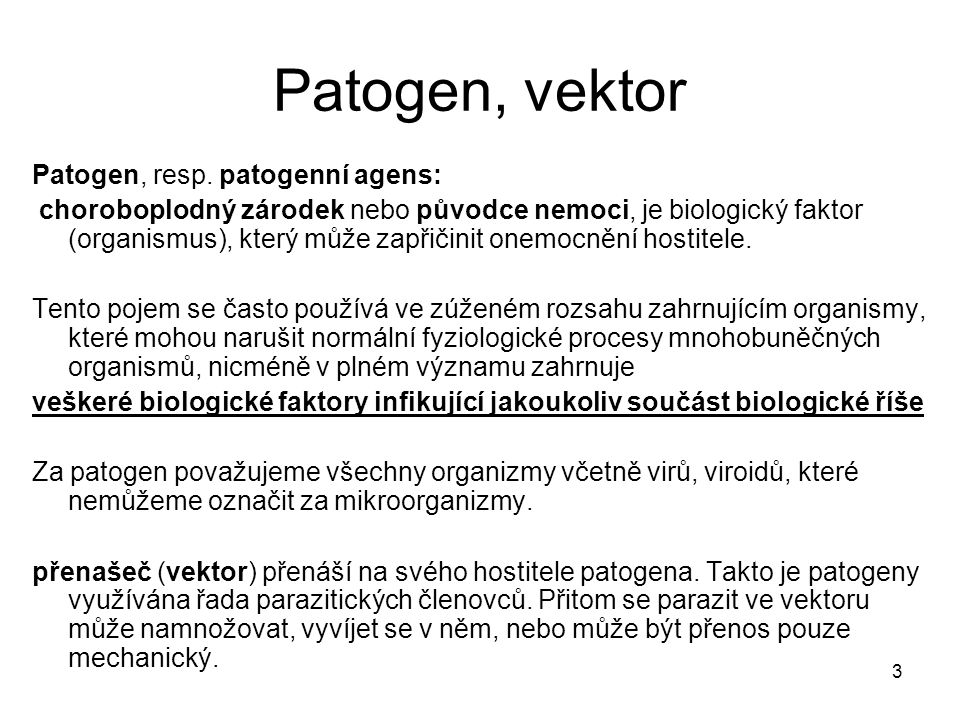 Patogen, vektor
Patogen, resp. patogenní agens:
choroboplodný zárodek nebo původce nemoci, je biologický faktor
(organismus), který může zapřičinit onemocnění hostitele.
Tento pojem se často používá ve zúženém rozsahu zahrnujícím organismy,
které mohou narušit normální fyziologické procesy mnohobuněčných
organismů, nicméně v plném významu zahrnuje
veškeré biologické faktory infikující jakoukoliv součást biologické říše
Za patogen považujeme všechny organizmy včetně virů, viroidů, které
nemůžeme označit za mikroorganizmy.
přenašeč (vektor) přenáší na svého hostitele patogena. Takto je patogeny
využívána řada parazitických členovců. Přitom se parazit ve vektoru
může namnožovat, vyvíjet se v něm, nebo může být přenos pouze
mechanický.
3